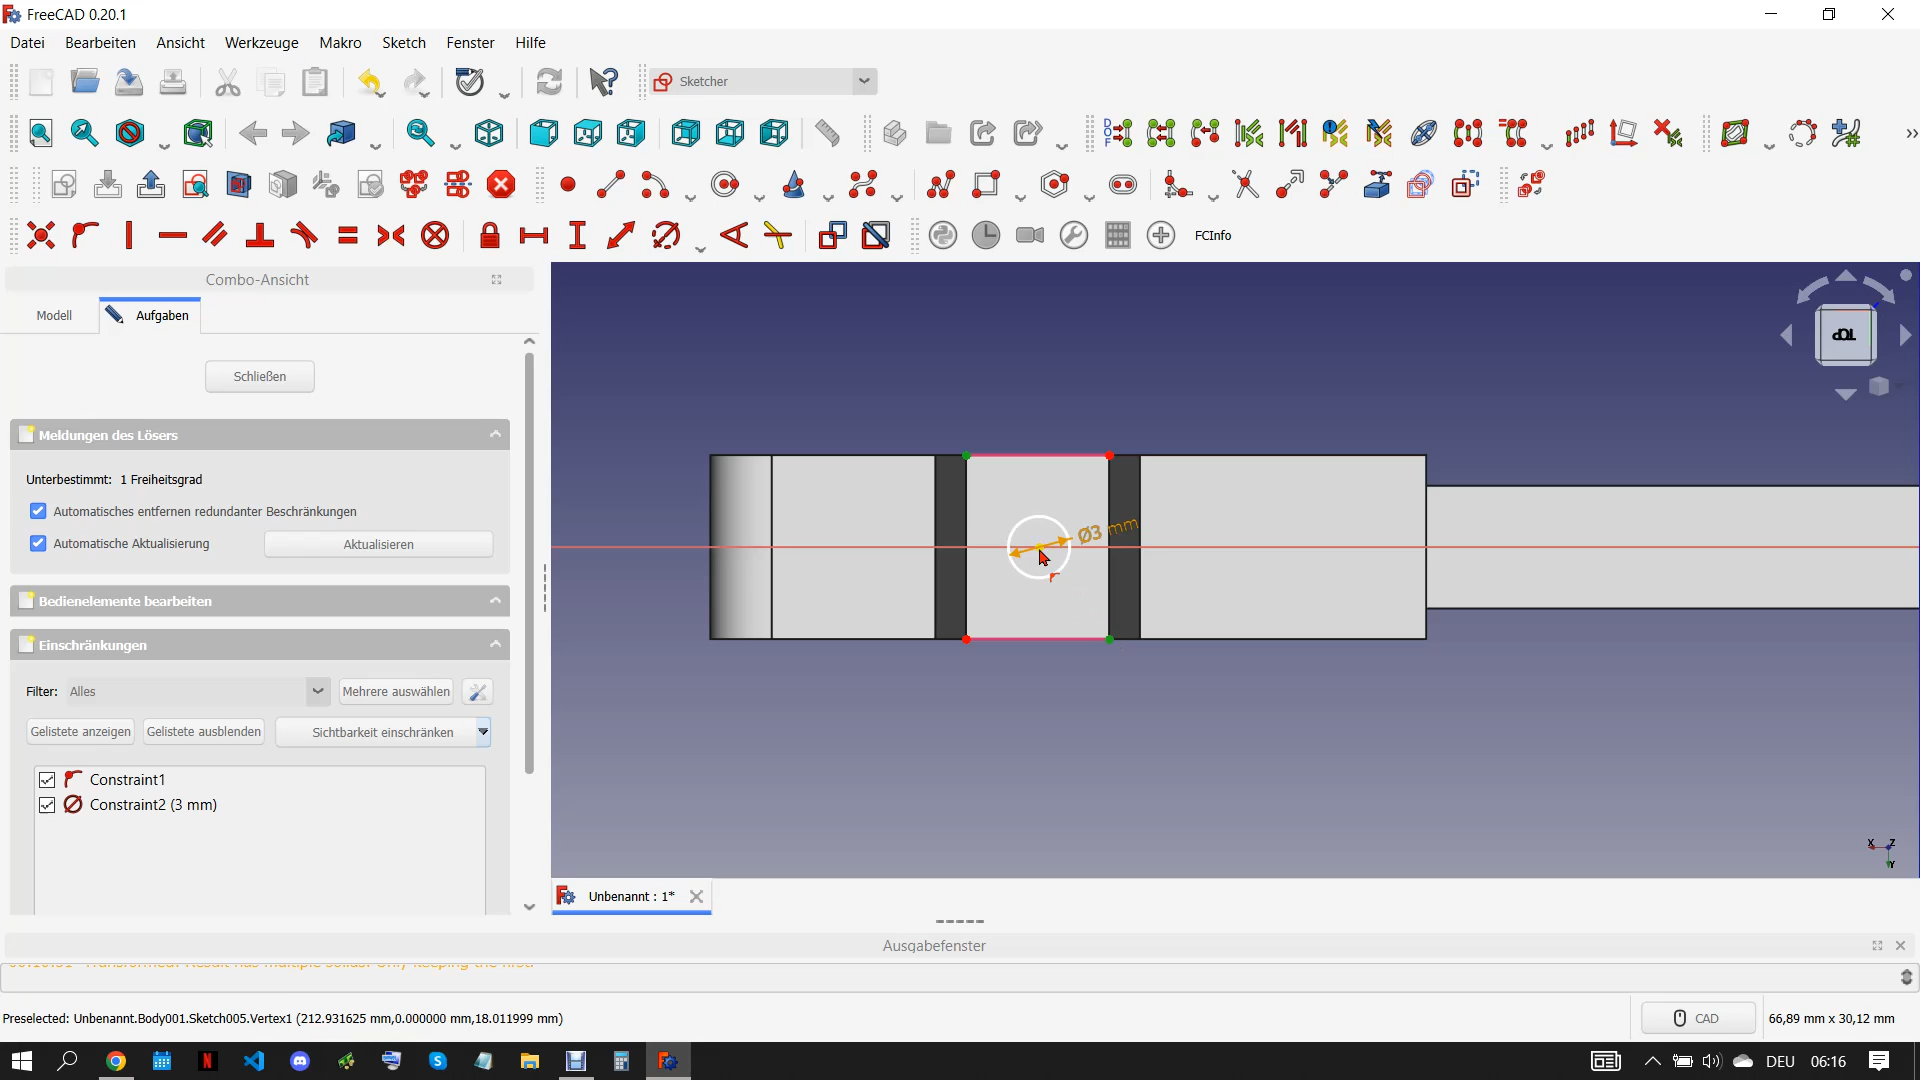 FreeCAD 0.20.1
Datei Bearbeiten Ansicht Werkzeuge Makro Sketch Fenster Hilfe
Sketcher
DOF
FCInfo
Combo-Ansicht
Modell Aufgaben
Schließen
Meldungen des Lösers
Unterbestimmt: 1 Freiheitsgrad
Automatisches entfernen redundanter Beschränkungen
Automatische Aktualisierung Aktualisieren
Bedienelemente bearbeiten
Einschränkungen
Filter: Alles Mehrere auswählen
Gelistete anzeigen Gelistete ausblenden Sichtbarkeit einschränken
Constraint1
Constraint2 (3 mm)
TOP
Ø3 mm
X Z
Y
Unbenannt : 1*
Ausgabefenster
Preselected: Unbenannt.Body001.Sketch005.Vertex1 (212.931625 mm,0.000000 mm,18.011999 mm)
CAD 66,89 mm x 30,12 mm
DEU 06:16